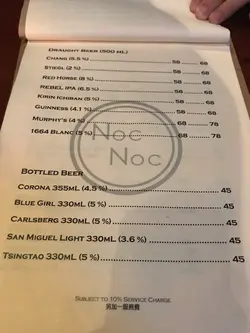 Draught Beer (500 ml)
Chang (5.5 %) 58 68
Stiegl (2 %) 58 68
Red Horse (8 %) 58 68
Rebel IPA (6.5 %) 58 68
Kirin Ichiban (5 %) 58 68
Guinness (4.1 %) 58 68
Murphy's (4 %) 68 78
1664 Blanc (5 %) 68 78
Noc
Noc
Bottled Beer
Corona 355ml (4.5 %) 45
Blue Girl 330ml (5 %) 45
Carlsberg 330ml (5 %) 45
San Miguel Light 330ml (3.6 %) 45
Tsingtao 330ml (5 %) 45
Subject to 10% Service Charge
另加一服務費